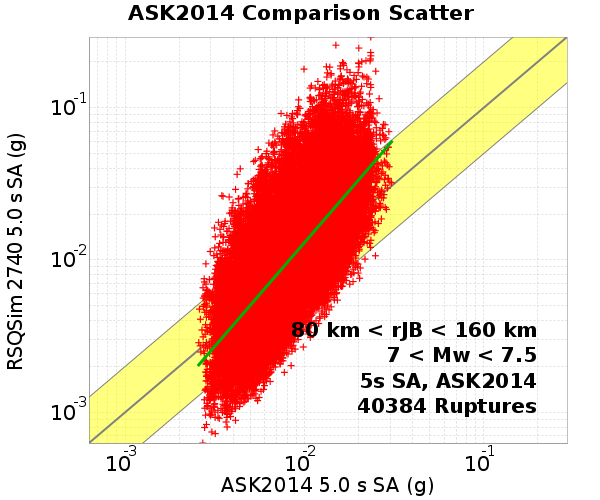 ASK2014 Comparison Scatter
RSQSim 2740 5.0 s SA (g)
10-1
10-2
10-3
80 km < rJB < 160 km
7 < Mw < 7.5
5s SA, ASK2014
40384 Ruptures
10-3 10-2 10-1
ASK2014 5.0 s SA (g)